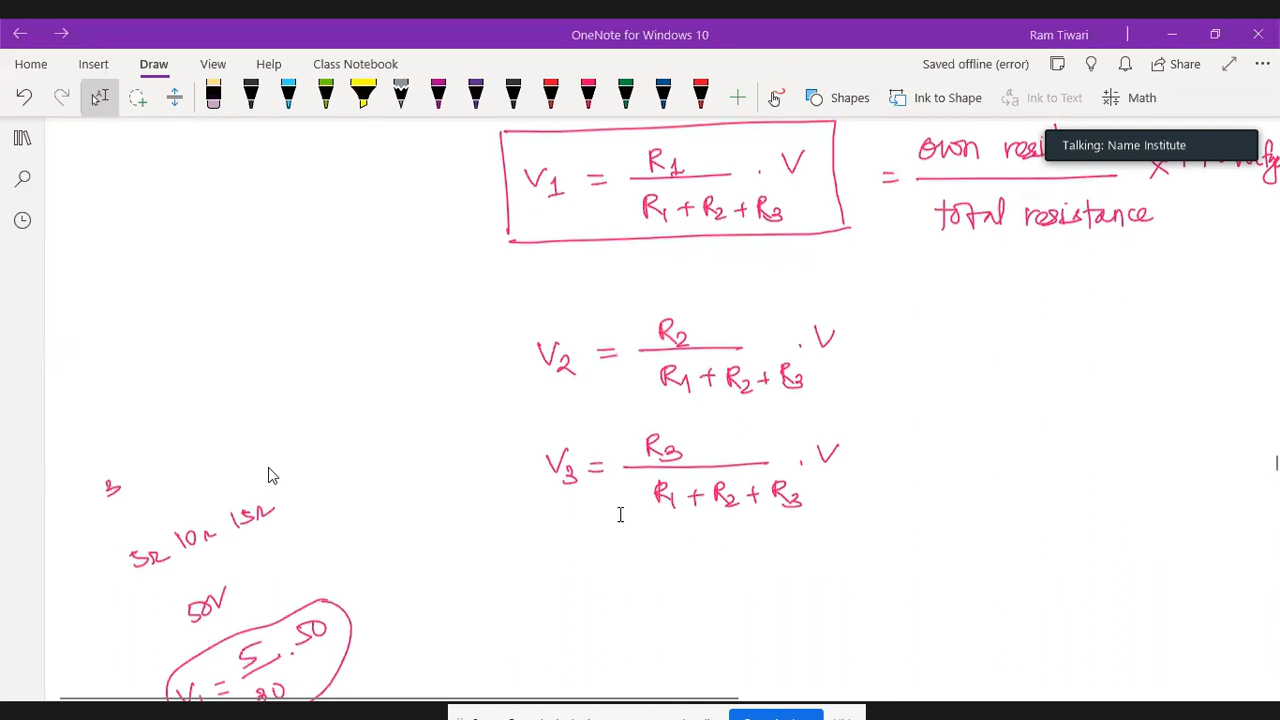 OneNote for Windows 10
Ram Tiwari
Home Insert Draw View Help Class Notebook
Saved offline (error)
Share
Shapes Ink to Shape Ink to Text Math
Talking: Name Institute
V1 = R1 / R1 + R2 + R3 . V = own / total resistance ×
V2 = R2 / R1 + R2 + R3 . V
V3 = R3 / R1 + R2 + R3 . V
3
5Ω 10Ω 15Ω
50V
V1 = 5 / 30 . 50